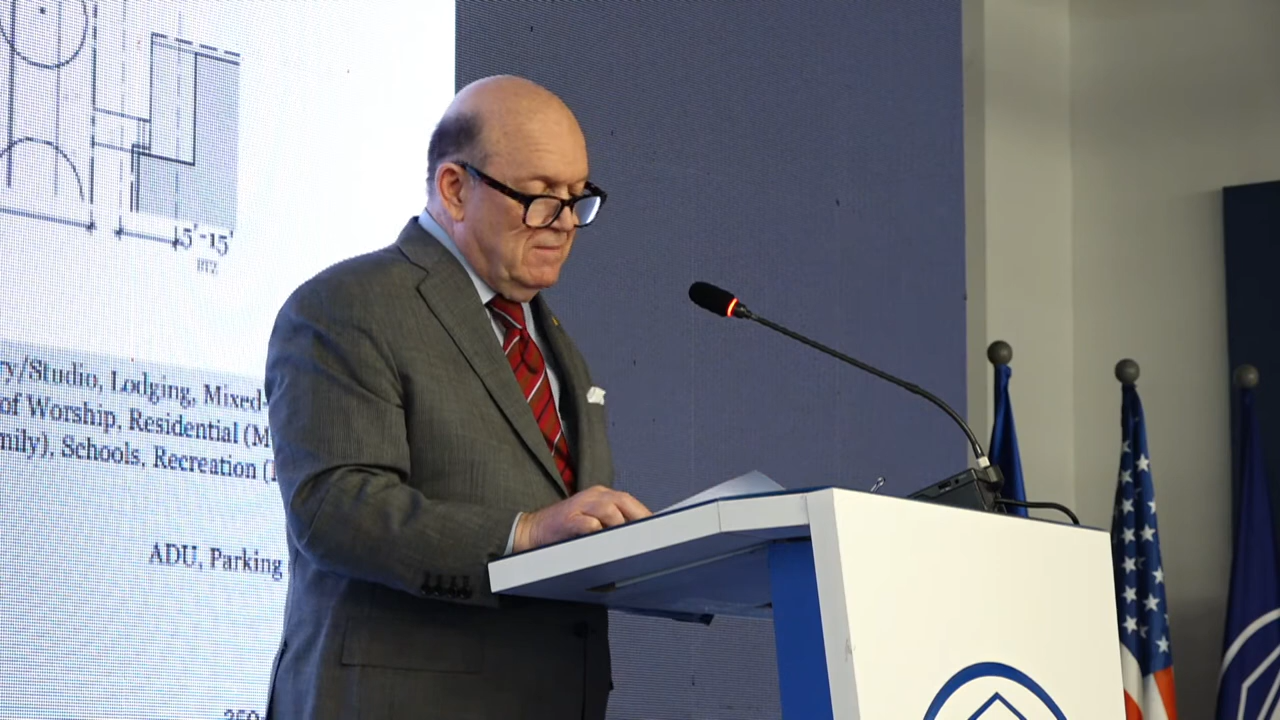 5'-15'
ry/Studio, Lodging, Mixed-
of Worship, Residential (M
mily), Schools, Recreation (
ADU, Parking